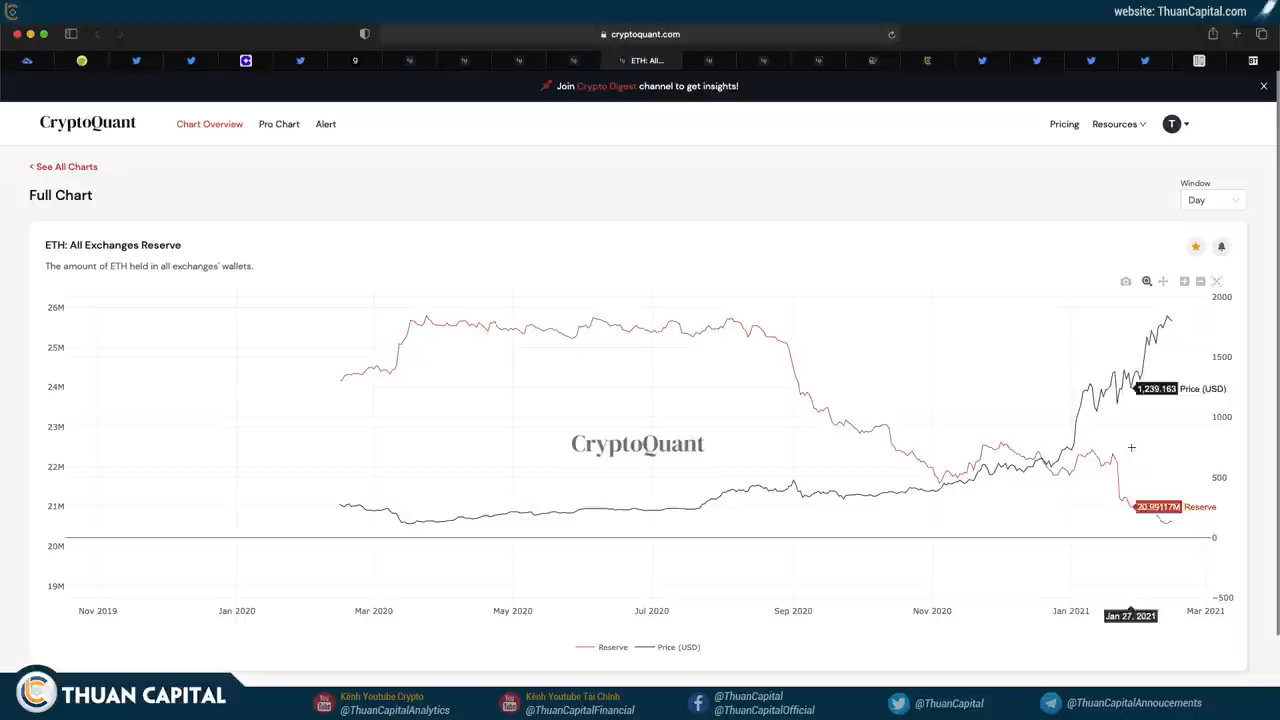 website: ThuanCapital.com
cryptoquant.com
ETH: All...
Join Crypto Digest channel to get insights!
CryptoQuant
Chart Overview
Pro Chart
Alert
Pricing
Resources
T
< See All Charts
Full Chart
Window
Day
ETH: All Exchanges Reserve
The amount of ETH held in all exchanges' wallets.
26M
25M
24M
23M
22M
21M
20M
19M
2000
1500
1000
500
0
−500
1,239.163 Price (USD)
20.99117M Reserve
CryptoQuant
Nov 2019
Jan 2020
Mar 2020
May 2020
Jul 2020
Sep 2020
Nov 2020
Jan 2021
Mar 2021
Jan 27, 2021
Reserve
Price (USD)
THUAN CAPITAL
Kênh Youtube Crypto
@ThuanCapitalAnalytics
Kênh Youtube Tài Chính
@ThuanCapitalFinancial
@ThuanCapital
@ThuanCapitalOfficial
@ThuanCapital
@ThuanCapitalAnnoucements